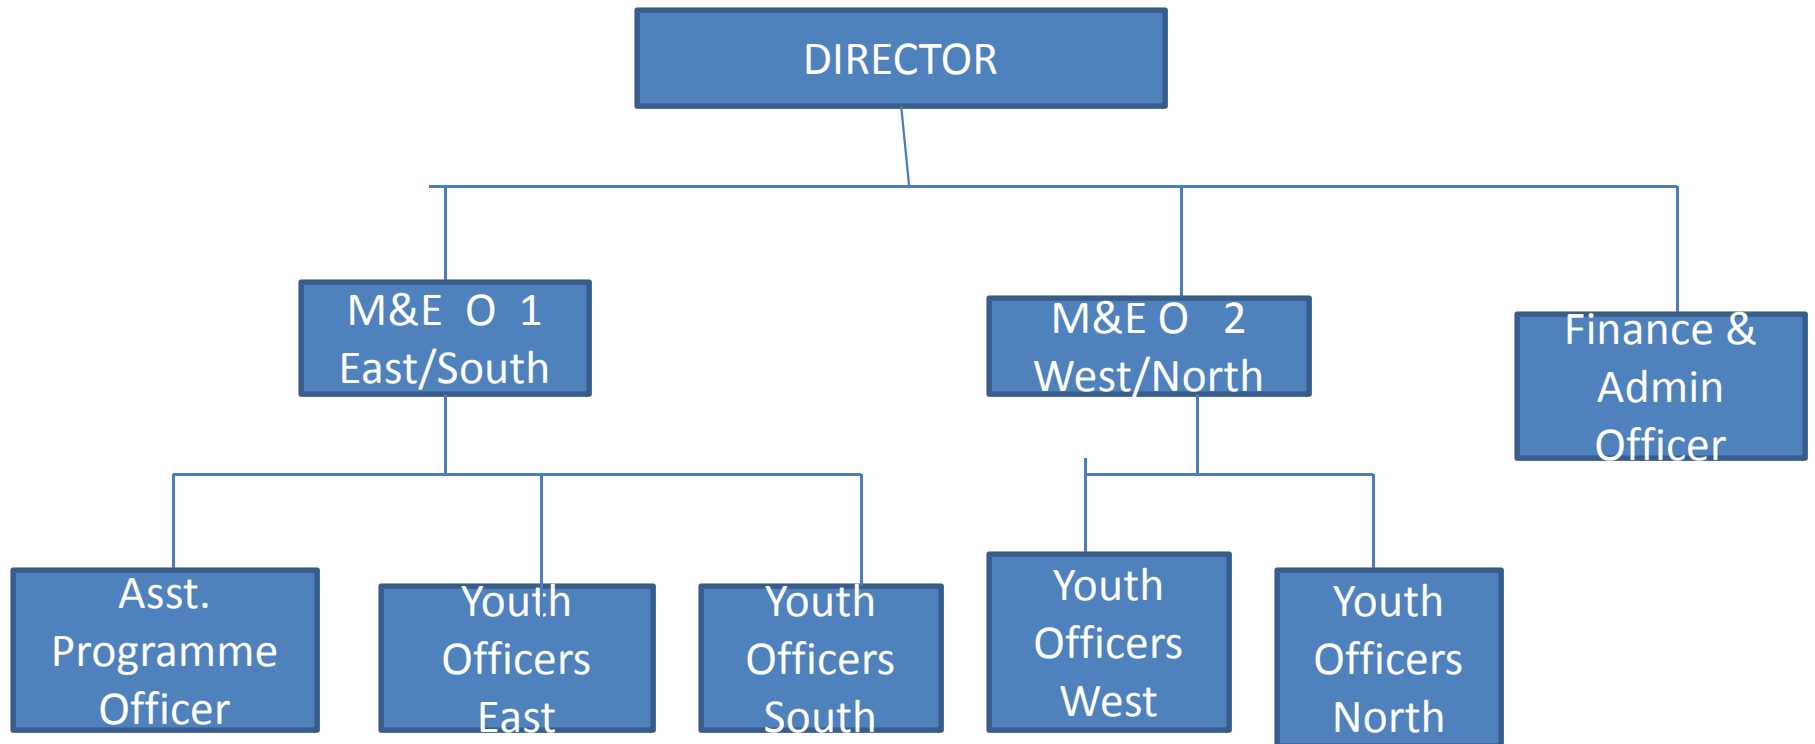 DIRECTOR
M&E O 1
East/South
M&E O 2
West/North
Finance &
Admin
Officer
Asst.
Programme
Officer
Youth
Officers
East
Youth
Officers
South
Youth
Officers
West
Youth
Officers
North